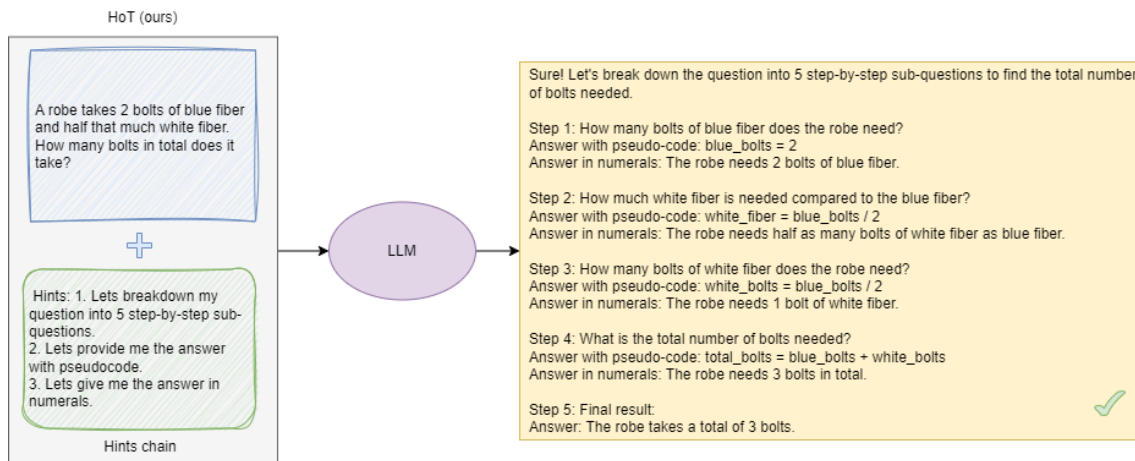 HoT (ours)
A robe takes 2 bolts of blue fiber
and half that much white fiber.
How many bolts in total does it
take?
Hints: 1. Lets breakdown my
question into 5 step-by-step sub-
questions.
2. Lets provide me the answer
with pseudocode.
3. Lets give me the answer in
numerals.
Hints chain
LLM
Sure! Let's break down the question into 5 step-by-step sub-questions to find the total number
of bolts needed.
Step 1: How many bolts of blue fiber does the robe need?
Answer with pseudo-code: blue_bolts = 2
Answer in numerals: The robe needs 2 bolts of blue fiber.
Step 2: How much white fiber is needed compared to the blue fiber?
Answer with pseudo-code: white_fiber = blue_bolts / 2
Answer in numerals: The robe needs half as many bolts of white fiber as blue fiber.
Step 3: How many bolts of white fiber does the robe need?
Answer with pseudo-code: white_bolts = blue_bolts / 2
Answer in numerals: The robe needs 1 bolt of white fiber.
Step 4: What is the total number of bolts needed?
Answer with pseudo-code: total_bolts = blue_bolts + white_bolts
Answer in numerals: The robe needs 3 bolts in total.
Step 5: Final result:
Answer: The robe takes a total of 3 bolts.